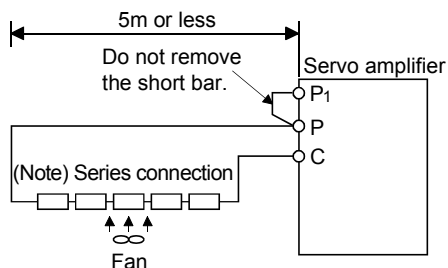 5m or less
Do not remove
the short bar.
Servo amplifier
P1
P
C
(Note) Series connection
Fan